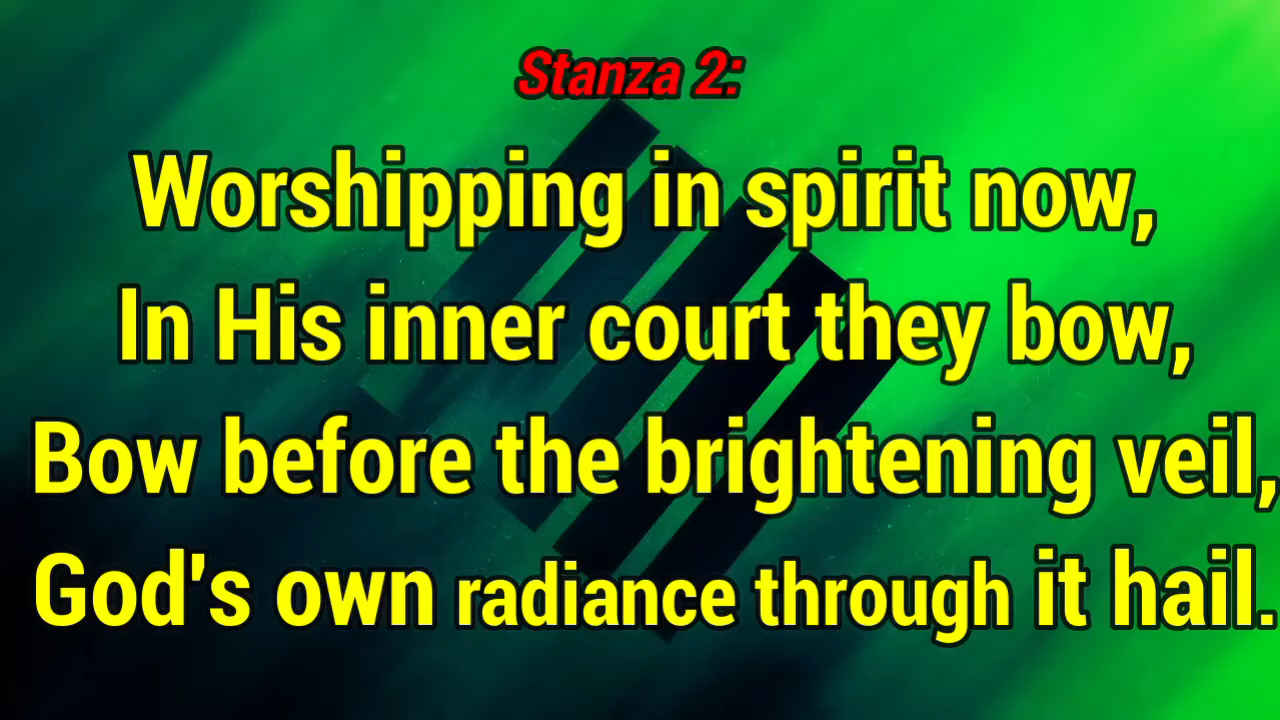 Stanza 2:
Worshipping in spirit now,
In His inner court they bow,
Bow before the brightening veil,
God's own radiance through it hail.